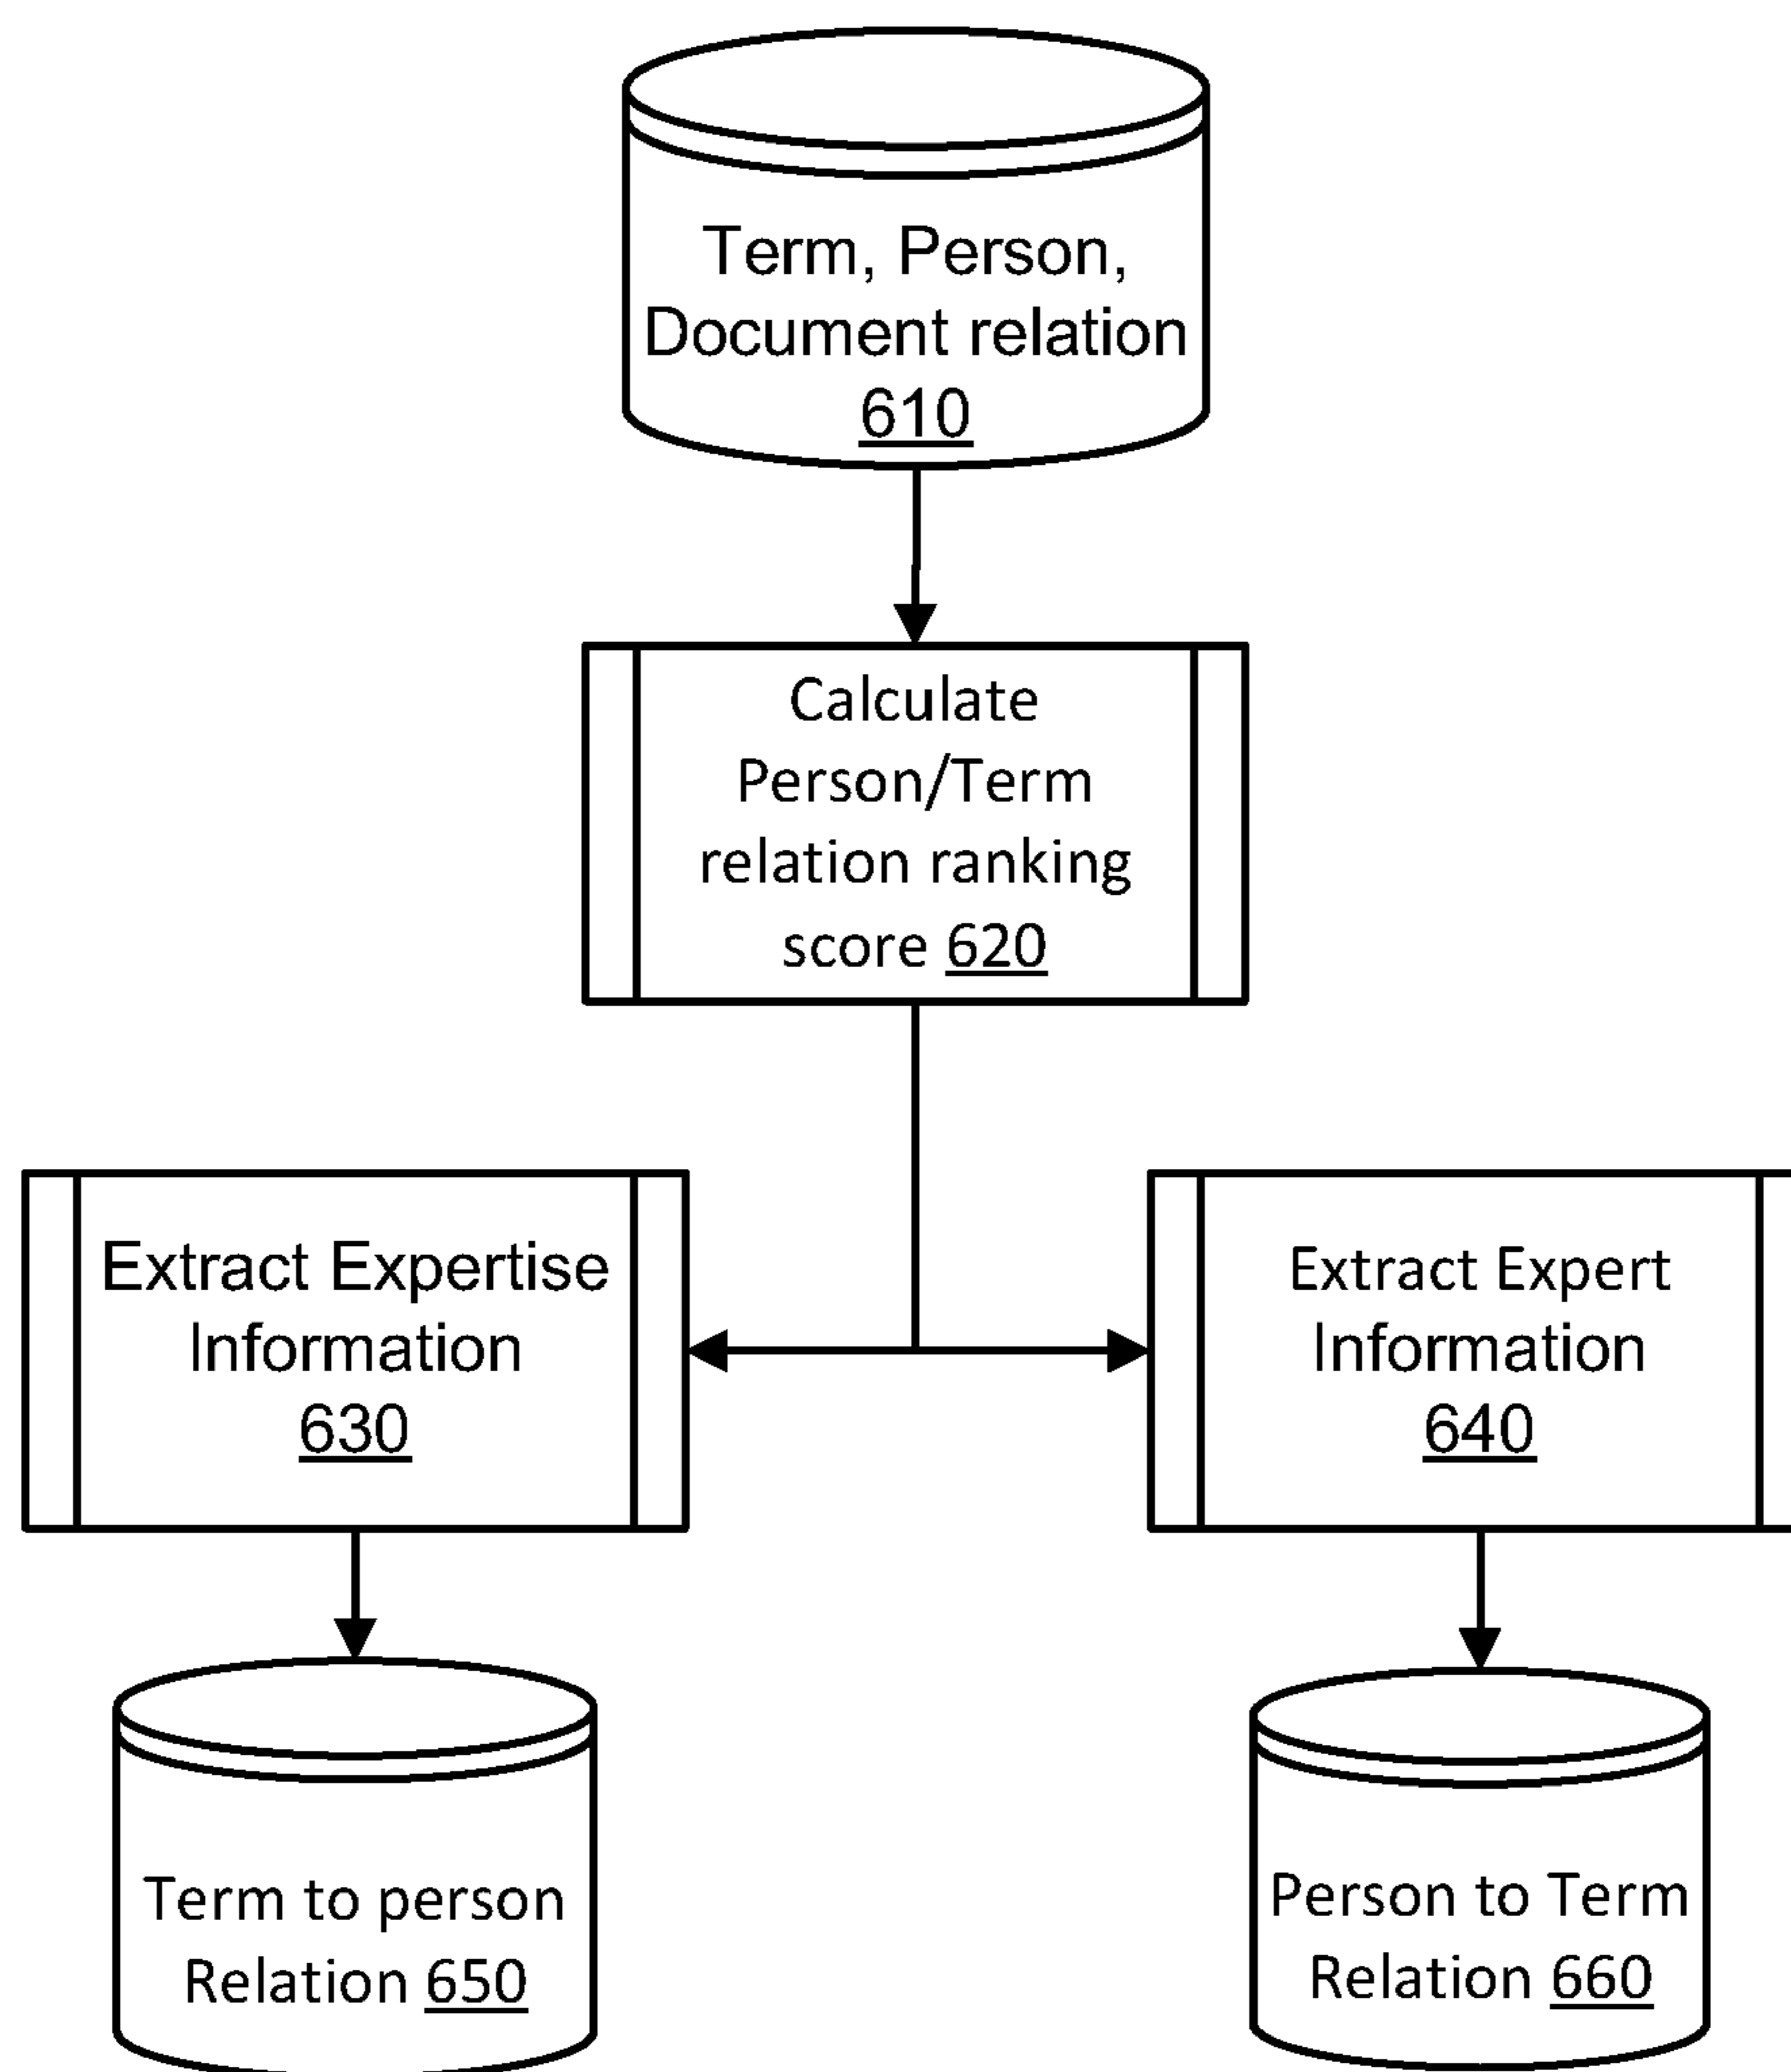 Term, Person,
Document relation
610
Calculate
Person/Term
relation ranking
score 620
Extract Expertise
Information
630
Extract Expert
Information
640
Term to person
Relation 650
Person to Term
Relation 660